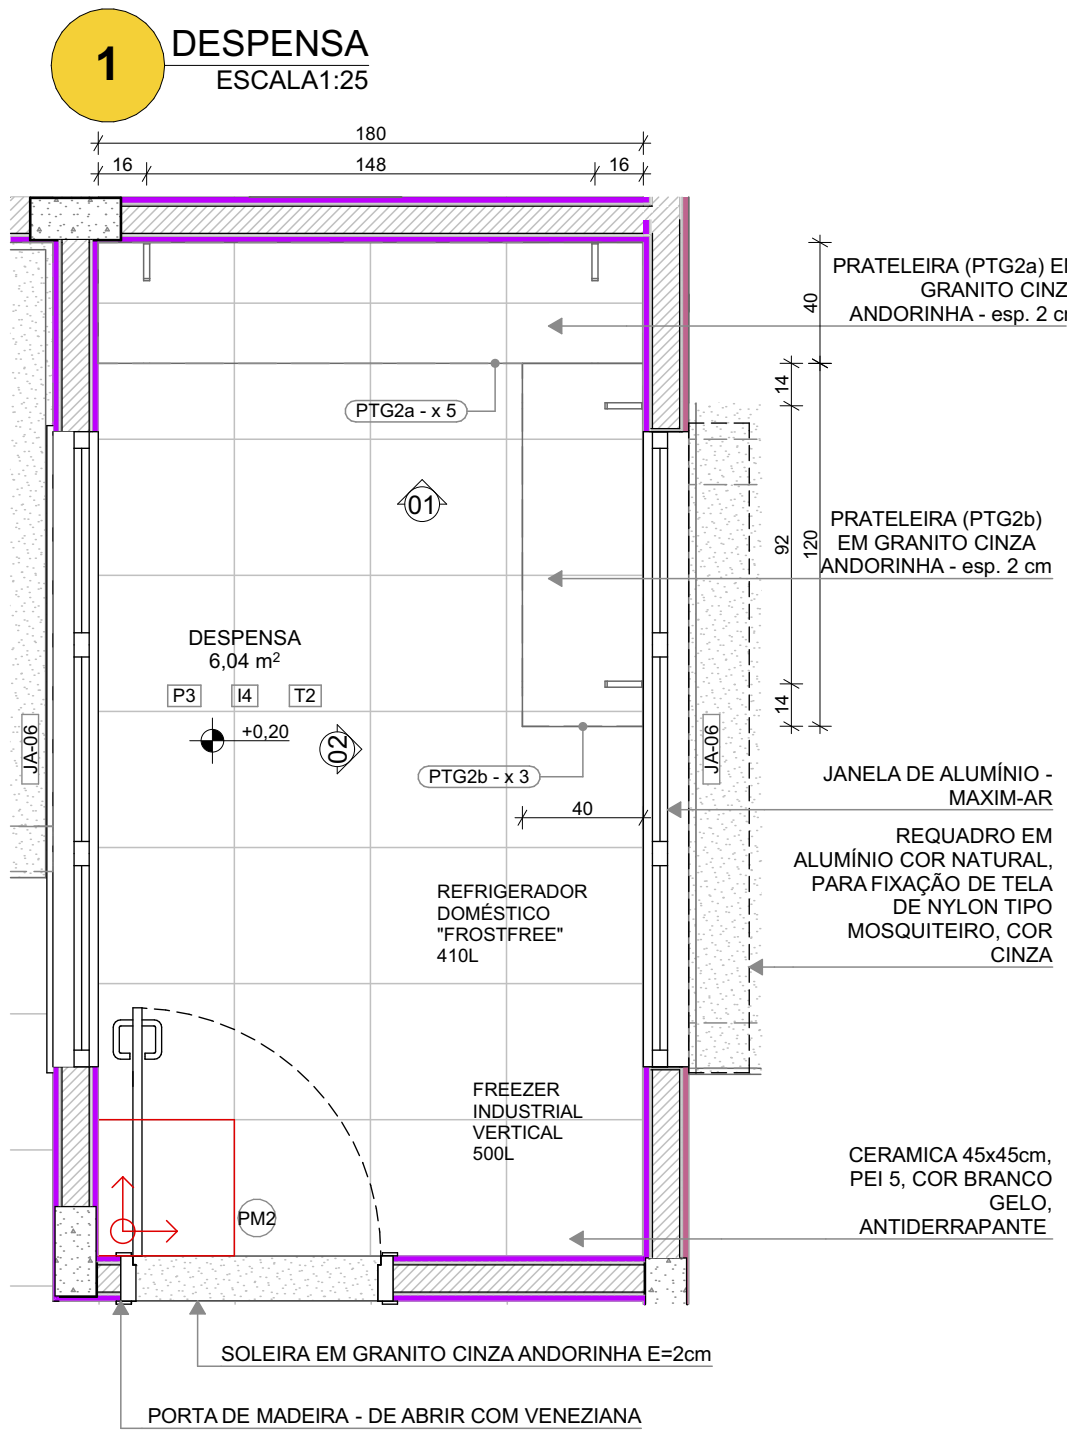 1
DESPENSA
ESCALA1:25
180
16
148
16
PRATELEIRA (PTG2a) E
GRANITO CINZ
ANDORINHA - esp. 2 c
40
14
PTG2a - x 5
01
92
120
PRATELEIRA (PTG2b)
EM GRANITO CINZA
ANDORINHA - esp. 2 cm
DESPENSA
6,04 m²
P3
I4
T2
+0,20
02
14
JA-06
JA-06
PTG2b - x 3
40
JANELA DE ALUMÍNIO -
MAXIM-AR
REQUADRO EM
ALUMÍNIO COR NATURAL,
PARA FIXAÇÃO DE TELA
DE NYLON TIPO
MOSQUITEIRO, COR
CINZA
REFRIGERADOR
DOMÉSTICO
"FROSTFREE"
410L
FREEZER
INDUSTRIAL
VERTICAL
500L
PM2
CERAMICA 45x45cm,
PEI 5, COR BRANCO
GELO,
ANTIDERRAPANTE
SOLEIRA EM GRANITO CINZA ANDORINHA E=2cm
PORTA DE MADEIRA - DE ABRIR COM VENEZIANA